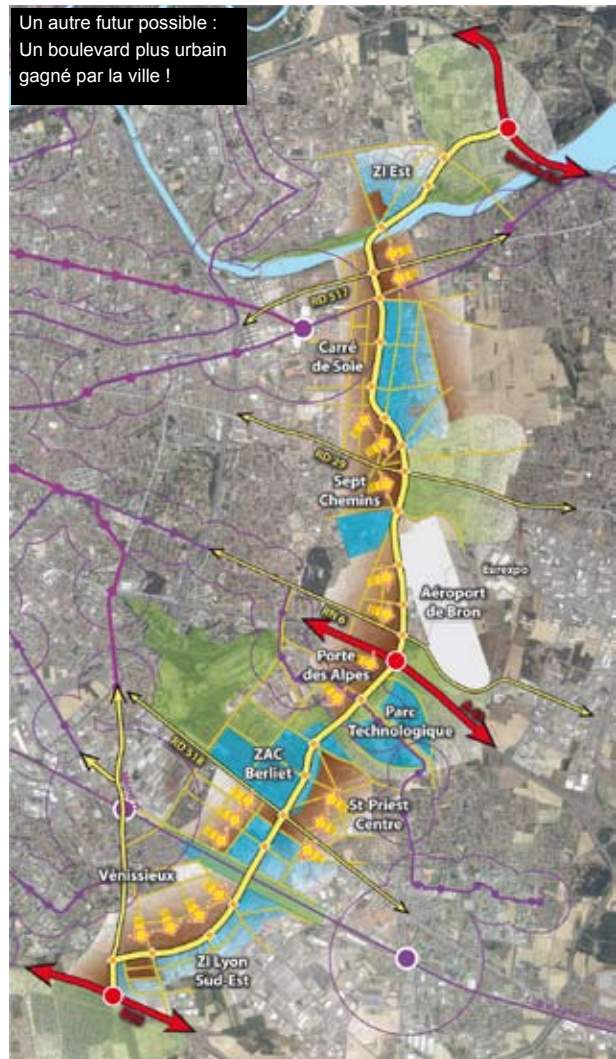 Un autre futur possible :
Un boulevard plus urbain
gagné par la ville !
ZI Est
RD 517
Carré
de Soie
RD 29
Sept
Chemins
Eurexpo
Aéroport
de Bron
RN 6
Porte
des Alpes
Parc
Technologique
RD 518
ZAC
Berliet
St-Priest
Centre
Vénissieux
ZI Lyon
Sud-Est